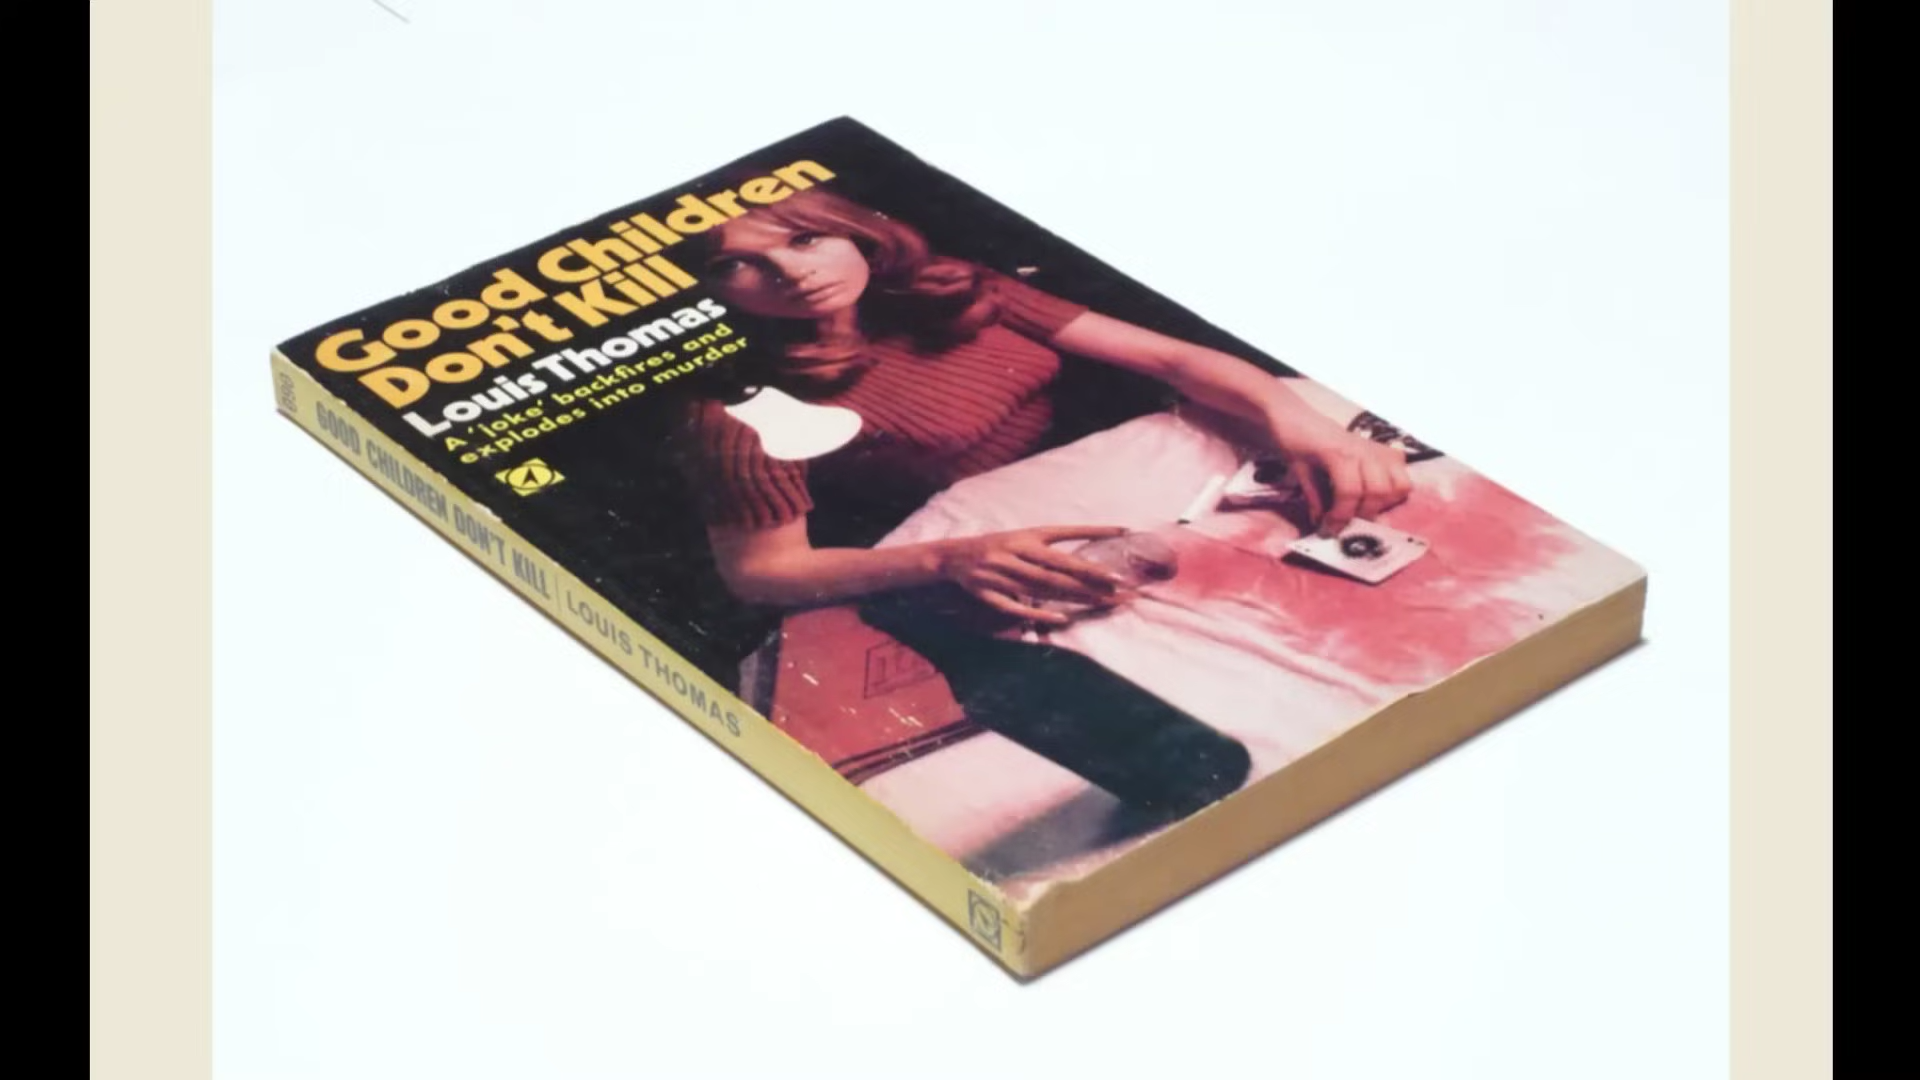 Good Children
Don't Kill
Louis Thomas
A 'joke' backfires and
explodes into murder
GOOD CHILDREN DON'T KILL | LOUIS THOMAS